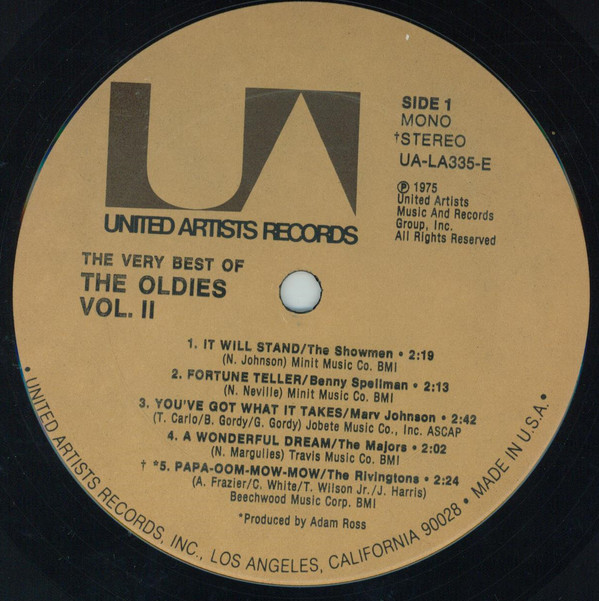 UA
UNITED ARTISTS RECORDS
SIDE 1
MONO
†STEREO
UA-LA335-E
℗ 1975
United Artists
Music And Records
Group, Inc.
All Rights Reserved
THE VERY BEST OF
THE OLDIES
VOL. II
1. IT WILL STAND/The Showmen • 2:19
(N. Johnson) Minit Music Co. BMI
2. FORTUNE TELLER/Benny Spellman • 2:13
(N. Neville) Minit Music Co. BMI
3. YOU'VE GOT WHAT IT TAKES/Marv Johnson • 2:42
(T. Carlo/B. Gordy/G. Gordy) Jobete Music Co., Inc. ASCAP
4. A WONDERFUL DREAM/The Majors • 2:02
(N. Margulies) Travis Music Co. BMI
† *5. PAPA-OOM-MOW-MOW/The Rivingtons • 2:24
(A. Frazier/C. White/T. Wilson Jr./J. Harris)
Beechwood Music Corp. BMI
*Produced by Adam Ross
• UNITED ARTISTS RECORDS, INC., LOS ANGELES, CALIFORNIA 90028 • MADE IN U.S.A. •